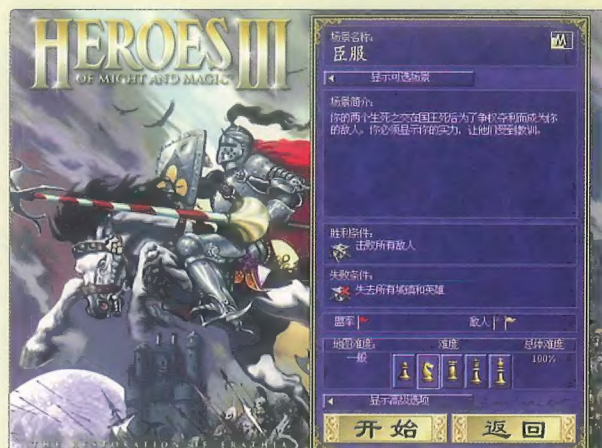 HEROES III
OF MIGHT AND MAGIC
THE RESTORATION OF ERATHIA
场景名称:
臣服
M
显示可选场景
场景简介:
你的两个生死之交在国王死后为了争权夺利而成为你
的敌人。你必须显示你的实力，让他们受到教训。
胜利条件:
击败所有敌人
失败条件:
失去所有城镇和英雄
盟军
敌人
地图难度:
难度:
总体难度
一般
100%
显示高级选项
开始
返回